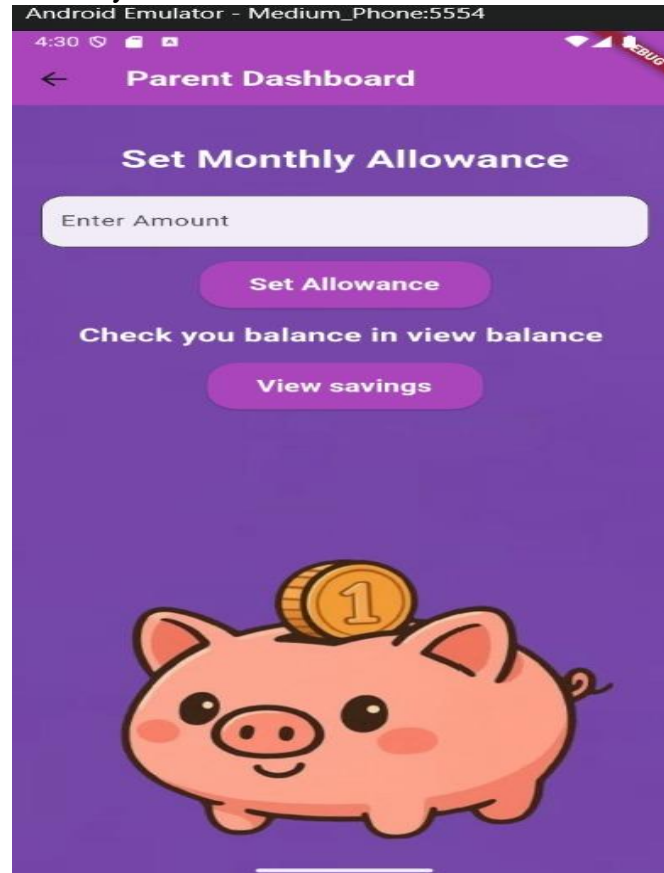 Android Emulator - Medium_Phone:5554
4:30
DEBUG
Parent Dashboard
Set Monthly Allowance
Enter Amount
Set Allowance
Check you balance in view balance
View savings
1